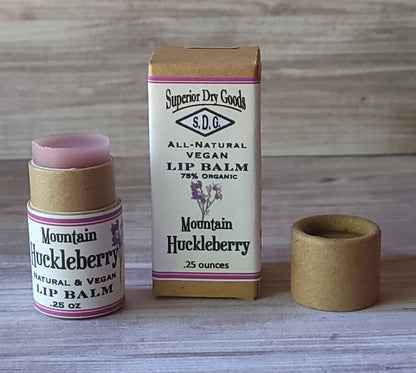 Superior Dry Goods
S.D.G.
All-Natural
Vegan
Lip Balm
75% Organic
Mountain
Huckleberry
.25 ounces
Mountain
Huckleberry
Natural & Vegan
Lip Balm
.25 oz